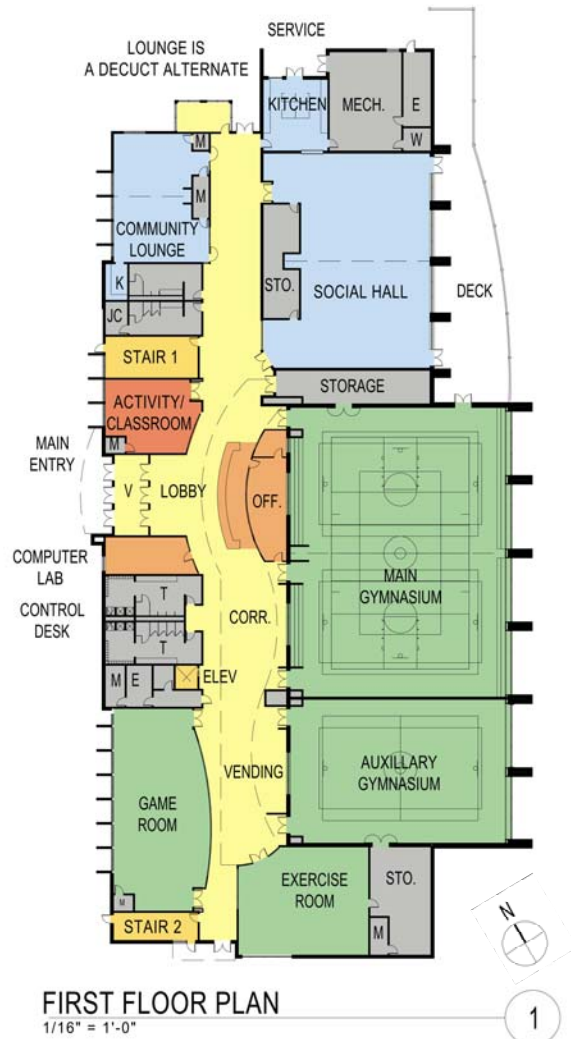 SERVICE
LOUNGE IS
A DECUCT ALTERNATE
KITCHEN
MECH.
E
W
M
M
COMMUNITY
LOUNGE
STO.
SOCIAL HALL
DECK
K
JC
STAIR 1
STORAGE
ACTIVITY/
CLASSROOM
M
MAIN
ENTRY
V
LOBBY
OFF.
COMPUTER
LAB
CONTROL
DESK
T
T
CORR.
MAIN
GYMNASIUM
M
E
ELEV
VENDING
AUXILLARY
GYMNASIUM
GAME
ROOM
EXERCISE
ROOM
STO.
M
M
STAIR 2
N
FIRST FLOOR PLAN
1/16" = 1'-0"
1